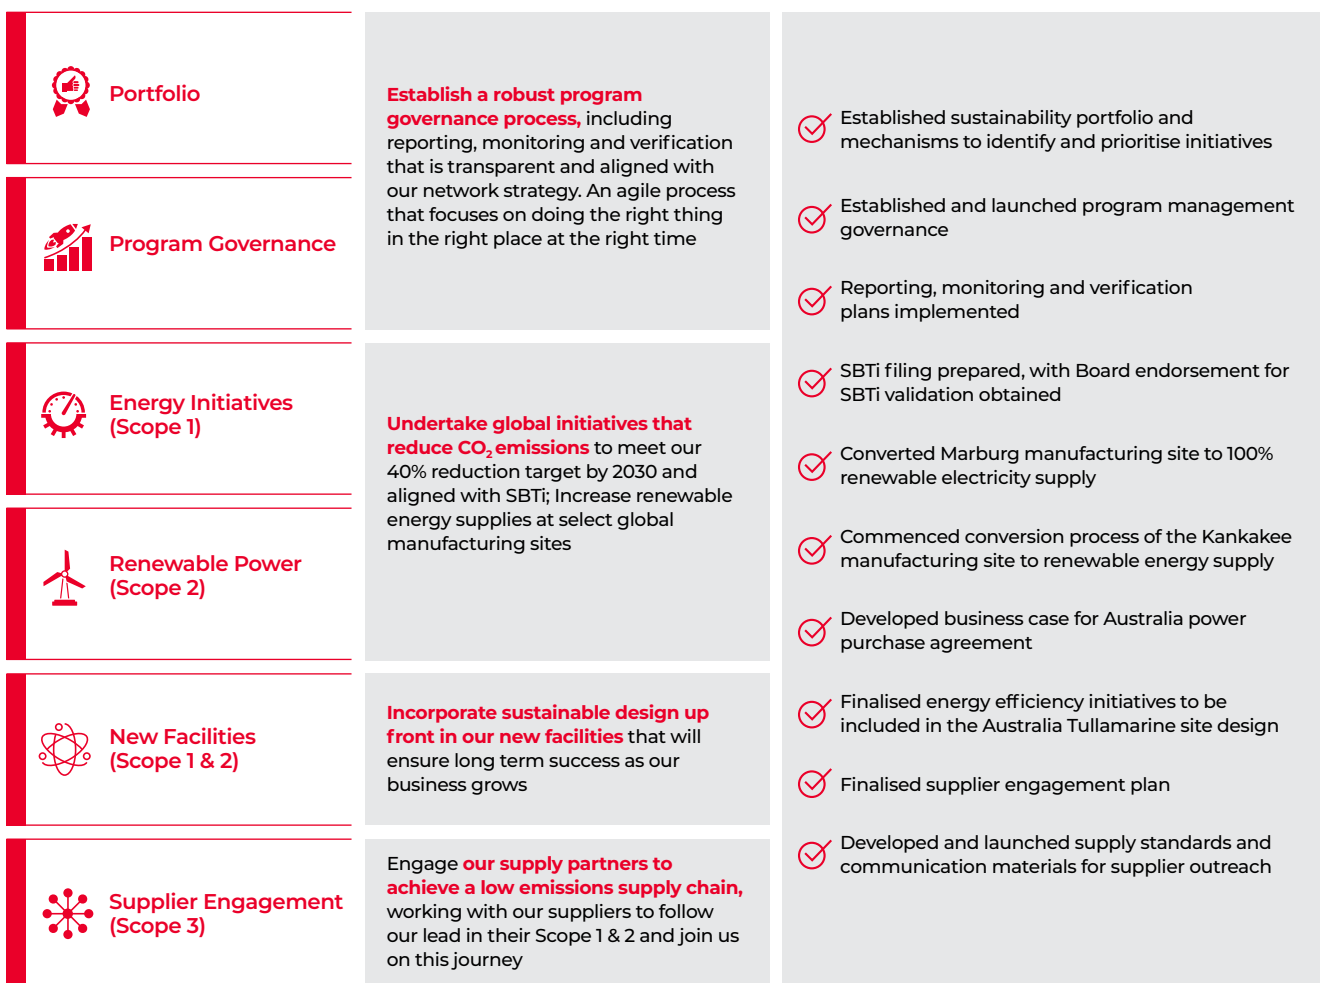 Portfolio
Program Governance
Establish a robust program
governance process, including
reporting, monitoring and verification
that is transparent and aligned with
our network strategy. An agile process
that focuses on doing the right thing
in the right place at the right time
Energy Initiatives
(Scope 1)
Renewable Power
(Scope 2)
Undertake global initiatives that
reduce CO₂ emissions to meet our
40% reduction target by 2030 and
aligned with SBTi; Increase renewable
energy supplies at select global
manufacturing sites
New Facilities
(Scope 1 & 2)
Incorporate sustainable design up
front in our new facilities that will
ensure long term success as our
business grows
Supplier Engagement
(Scope 3)
Engage our supply partners to
achieve a low emissions supply chain,
working with our suppliers to follow
our lead in their Scope 1 & 2 and join us
on this journey
Established sustainability portfolio and
mechanisms to identify and prioritise initiatives
Established and launched program management
governance
Reporting, monitoring and verification
plans implemented
SBTi filing prepared, with Board endorsement for
SBTi validation obtained
Converted Marburg manufacturing site to 100%
renewable electricity supply
Commenced conversion process of the Kankakee
manufacturing site to renewable energy supply
Developed business case for Australia power
purchase agreement
Finalised energy efficiency initiatives to be
included in the Australia Tullamarine site design
Finalised supplier engagement plan
Developed and launched supply standards and
communication materials for supplier outreach